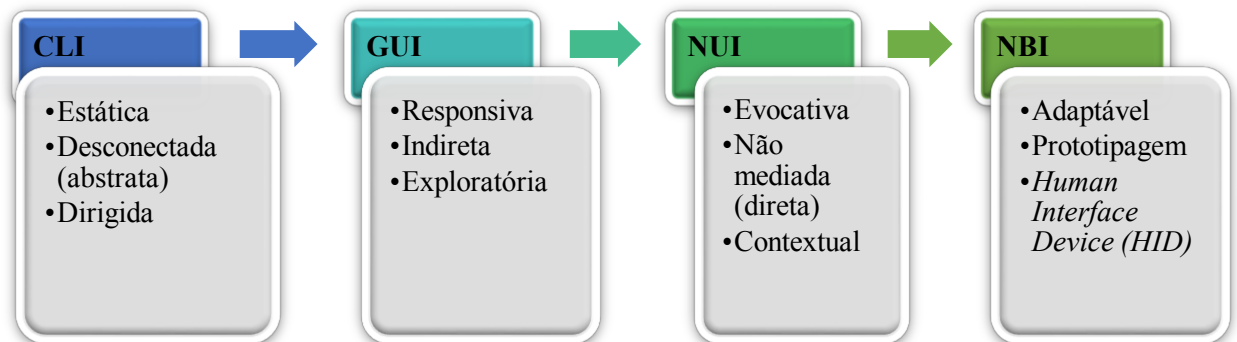 CLI
•Estática
•Desconectada
(abstrata)
•Dirigida
GUI
•Responsiva
•Indireta
•Exploratória
NUI
•Evocativa
•Não
mediada
(direta)
•Contextual
NBI
•Adaptável
•Prototipagem
•Human
Interface
Device (HID)